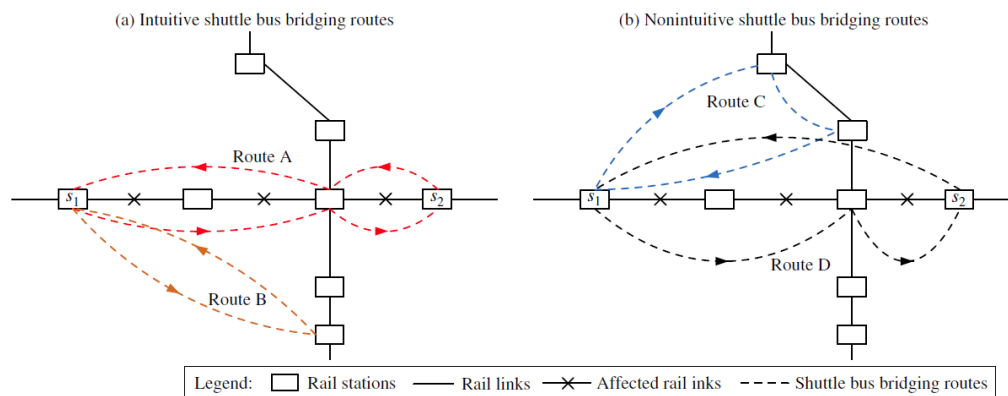 (a) Intuitive shuttle bus bridging routes
(b) Nonintuitive shuttle bus bridging routes
Route A
s1
s2
Route B
Route C
s1
s2
Route D
Legend: Rail stations Rail links Affected rail inks Shuttle bus bridging routes